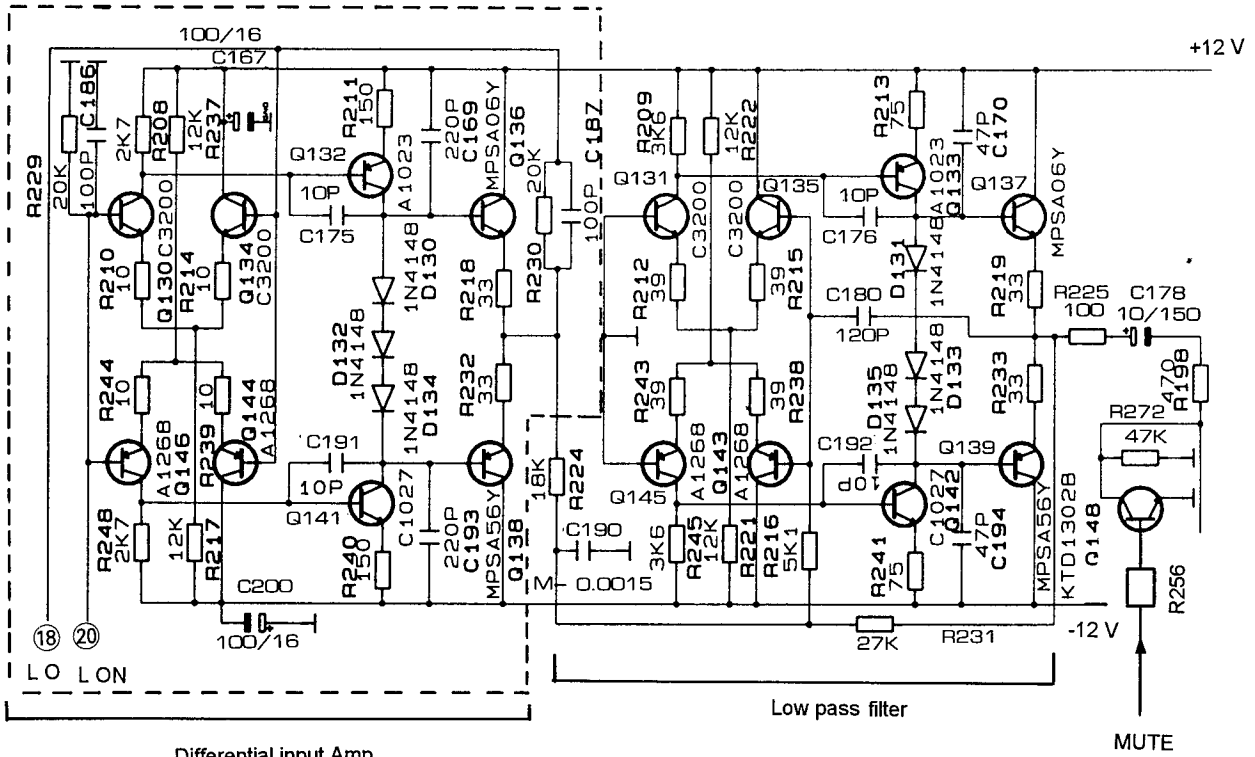 100/16
C167
+12 V
R229
20K
C186
100P
2K7
R208
12K
R237
R211
150
220P
C169
MPSA06Y
Q136
C187
R209
3K6
12K
R222
R213
75
47P
C170
Q132
A1023
10P
C175
R230
20K
100P
Q131
C3200
C3200
Q135
10P
C176
A1023
Q133
Q137
MPSA06Y
R210
10
Q130
C3200
R214
10
Q134
C3200
1N4148
D130
R218
33
R212
39
39
R215
C180
120P
D131
1N4148
R219
33
R225
100
C178
10/150
D132
1N4148
R244
10
10
Q144
A1268
1N4148
D134
R232
33
R243
39
39
R238
D135
1N4148
D133
R233
33
470
R198
R272
47K
A1268
Q146
R239
C191
10P
Q141
C1027
18K
R224
Q145
A1268
Q143
A1268
C192
10P
Q139
C1027
Q142
R248
2K7
12K
R217
R240
150
220P
C193
MPSA56Y
Q138
C190
M- 0.0015
3K6
R245
12K
R221
R216
5K1
R241
75
47P
C194
MPSA56Y
KTD1302B
Q148
R256
C200
100/16
-12 V
27K
R231
18
20
L O
L ON
Low pass filter
MUTE
Differential input Amp